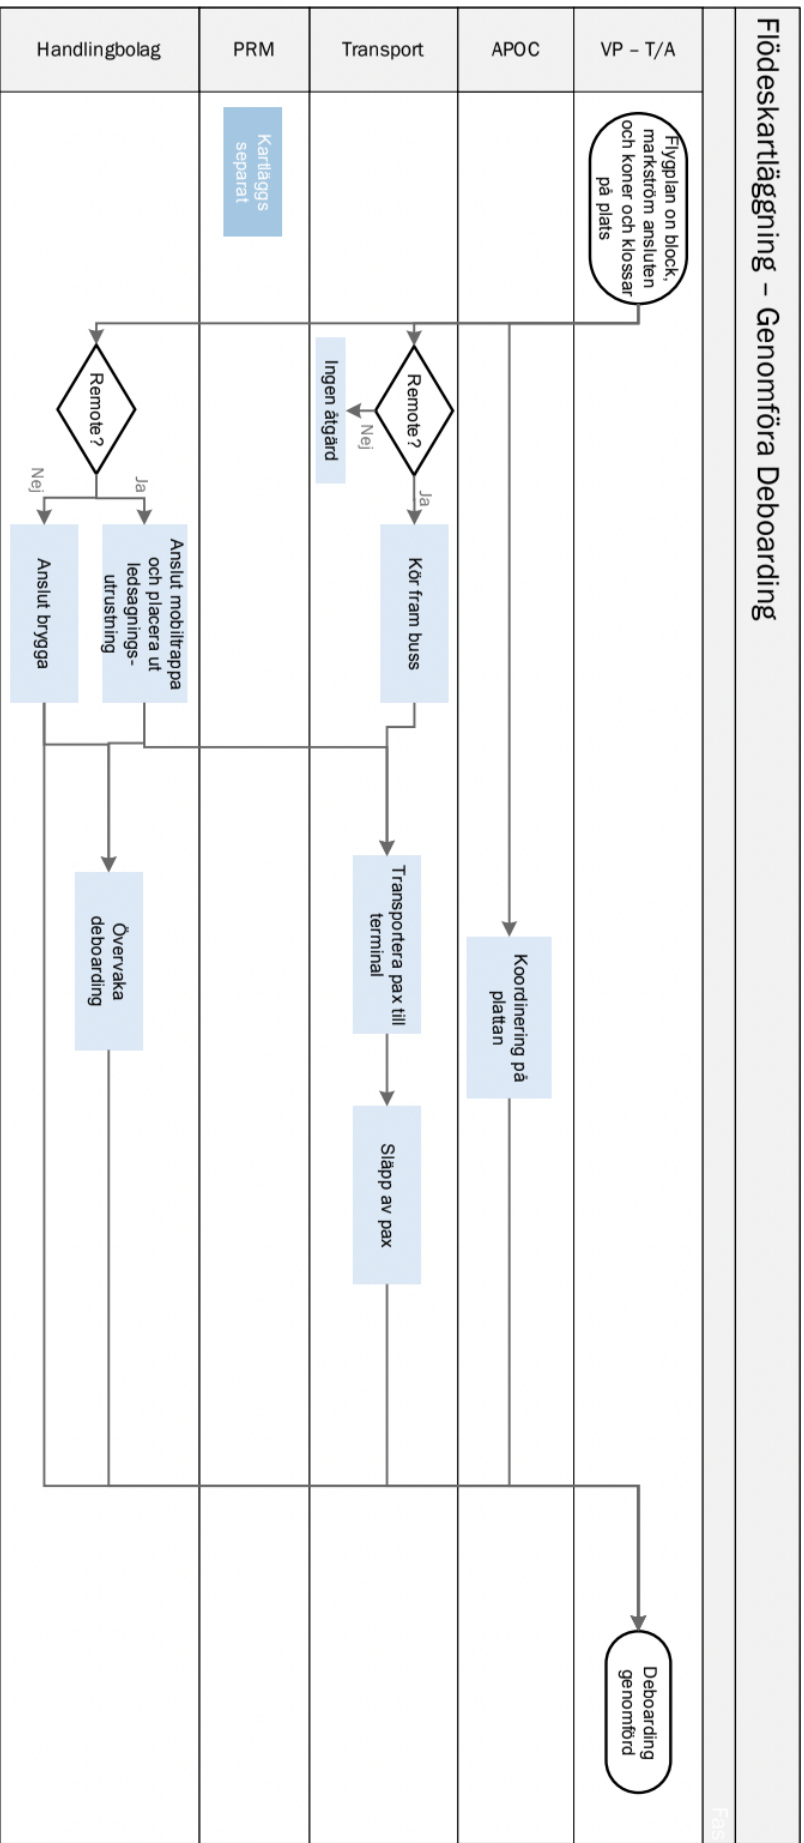 Flödeskartläggning – Genomföra Deboarding
Fas
VP – T/A
Flygplan on block,
markström ansluten
och koner och klossar
på plats
Deboarding
genomförd
APOC
Koordinering på
plattan
Transport
Remote?
Ja
Nej
Ingen åtgärd
Kör fram buss
Transportera pax till
terminal
Släpp av pax
PRM
Kartläggs
separat
Handlingbolag
Remote?
Ja
Nej
Anslut mobiltrappa
och placera ut
ledsagnings-
utrustning
Anslut brygga
Övervaka
deboarding